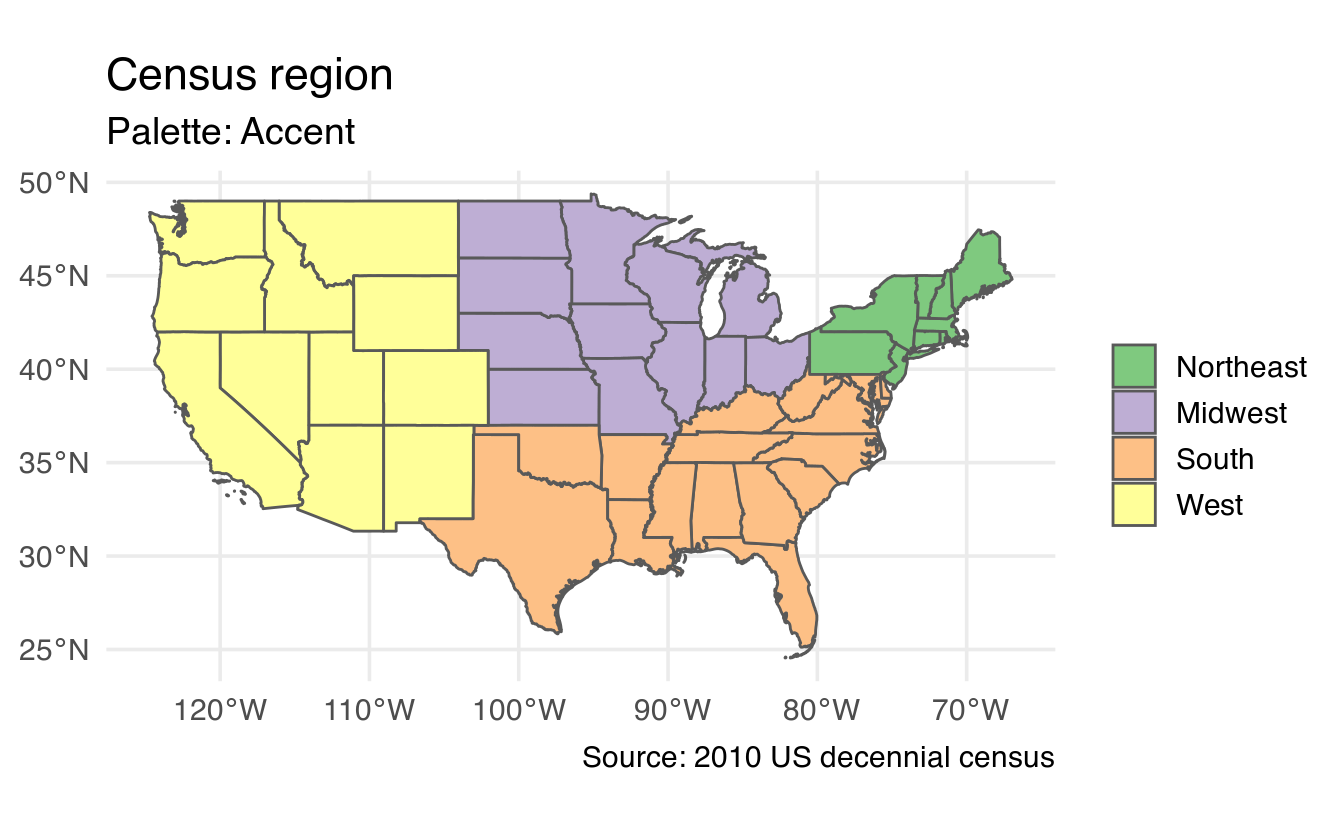 Census region
Palette: Accent
50°N
45°N
40°N
35°N
30°N
25°N
120°W 110°W 100°W 90°W 80°W 70°W
Northeast
Midwest
South
West
Source: 2010 US decennial census